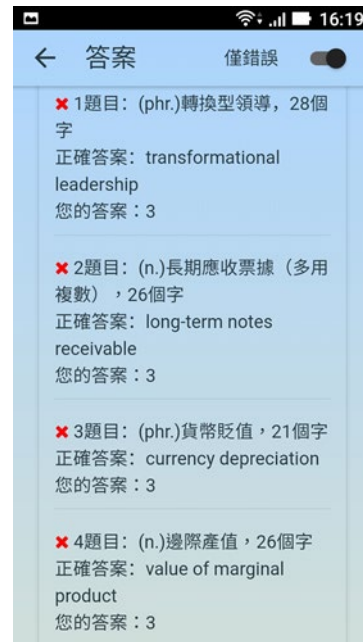 16:19
← 答案 僅錯誤
✖ 1題目：(phr.)轉換型領導，28個
字
正確答案：transformational
leadership
您的答案：3
✖ 2題目：(n.)長期應收票據（多用
複數），26個字
正確答案：long-term notes
receivable
您的答案：3
✖ 3題目：(phr.)貨幣貶值，21個字
正確答案：currency depreciation
您的答案：3
✖ 4題目：(n.)邊際產值，26個字
正確答案：value of marginal
product
您的答案：3